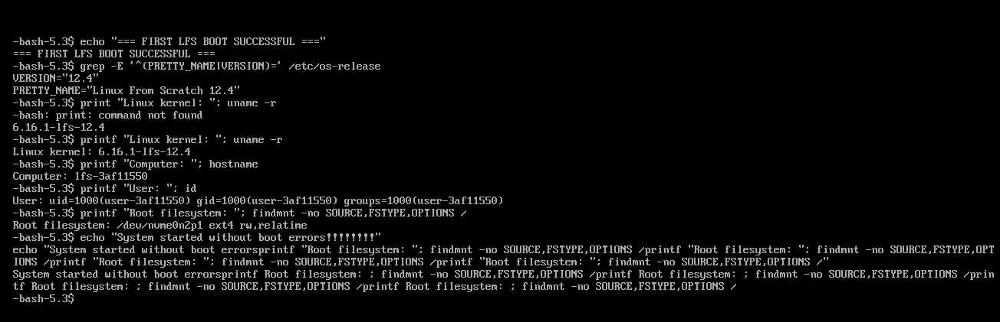 -bash-5.3$ echo "=== FIRST LFS BOOT SUCCESSFUL ==="
=== FIRST LFS BOOT SUCCESSFUL ===
-bash-5.3$ grep -E '^(PRETTY_NAME|VERSION)=' /etc/os-release
VERSION="12.4"
PRETTY_NAME="Linux From Scratch 12.4"
-bash-5.3$ print "Linux kernel: "; uname -r
-bash: print: command not found
6.16.1-lfs-12.4
-bash-5.3$ printf "Linux kernel: "; uname -r
Linux kernel: 6.16.1-lfs-12.4
-bash-5.3$ printf "Computer: "; hostname
Computer: lfs-3af11550
-bash-5.3$ printf "User: "; id
User: uid=1000(user-3af11550) gid=1000(user-3af11550) groups=1000(user-3af11550)
-bash-5.3$ printf "Root filesystem: "; findmnt -no SOURCE,FSTYPE,OPTIONS /
Root filesystem: /dev/nvme0n2p1 ext4 rw,relatime
-bash-5.3$ echo "System started without boot errors!!!!!!!!"
echo "System started without boot errorsprintf "Root filesystem: "; findmnt -no SOURCE,FSTYPE,OPTIONS /printf "Root filesystem: "; findmnt -no SOURCE,FSTYPE,OPT
IONS /printf "Root filesystem: "; findmnt -no SOURCE,FSTYPE,OPTIONS /printf "Root filesystem: "; findmnt -no SOURCE,FSTYPE,OPTIONS /"
System started without boot errorsprintf Root filesystem: ; findmnt -no SOURCE,FSTYPE,OPTIONS /printf Root filesystem: ; findmnt -no SOURCE,FSTYPE,OPTIONS /prin
tf Root filesystem: ; findmnt -no SOURCE,FSTYPE,OPTIONS /printf Root filesystem: ; findmnt -no SOURCE,FSTYPE,OPTIONS /
-bash-5.3$